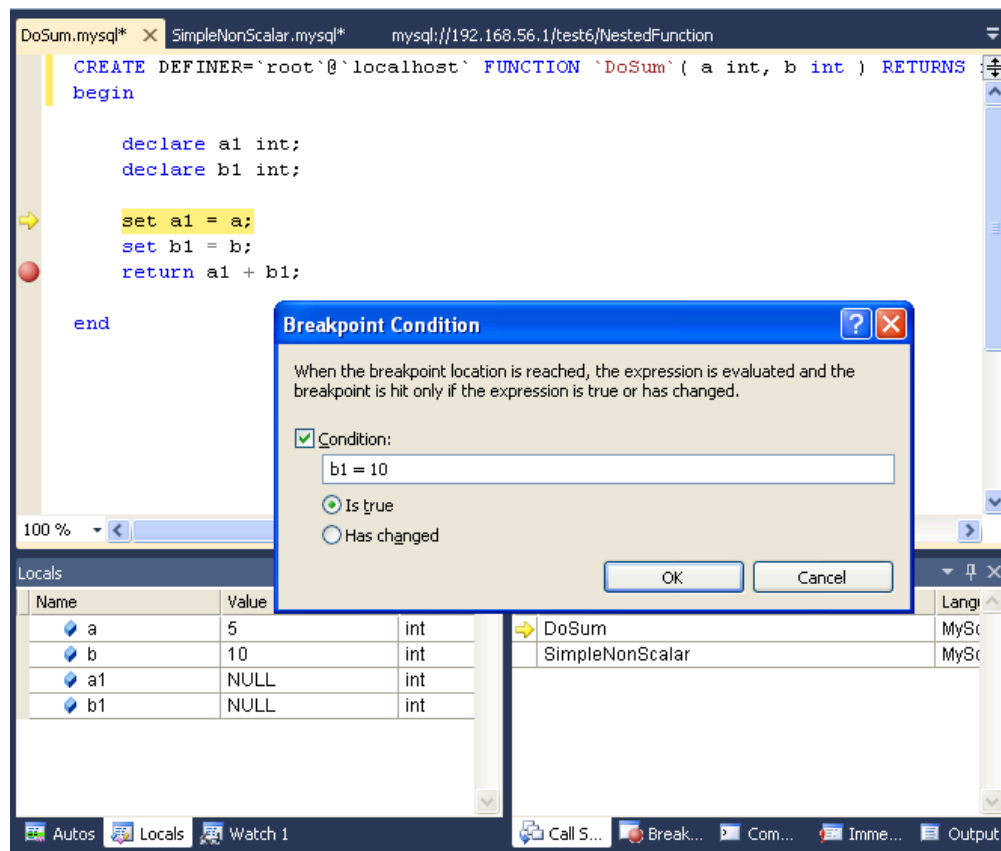 DoSum.mysql* SimpleNonScalar.mysql* mysql://192.168.56.1/test6/NestedFunction
CREATE DEFINER=`root`@`localhost` FUNCTION `DoSum`( a int, b int ) RETURNS
begin
declare a1 int;
declare b1 int;
set a1 = a;
set b1 = b;
return a1 + b1;
end
Breakpoint Condition
When the breakpoint location is reached, the expression is evaluated and the
breakpoint is hit only if the expression is true or has changed.
Condition:
b1 = 10
Is true
Has changed
OK Cancel
100 %
Locals
Name Value Langu
a 5 int DoSum MySq
b 10 int SimpleNonScalar MySq
a1 NULL int
b1 NULL int
Autos Locals Watch 1 Call S... Break... Com... Imme... Output